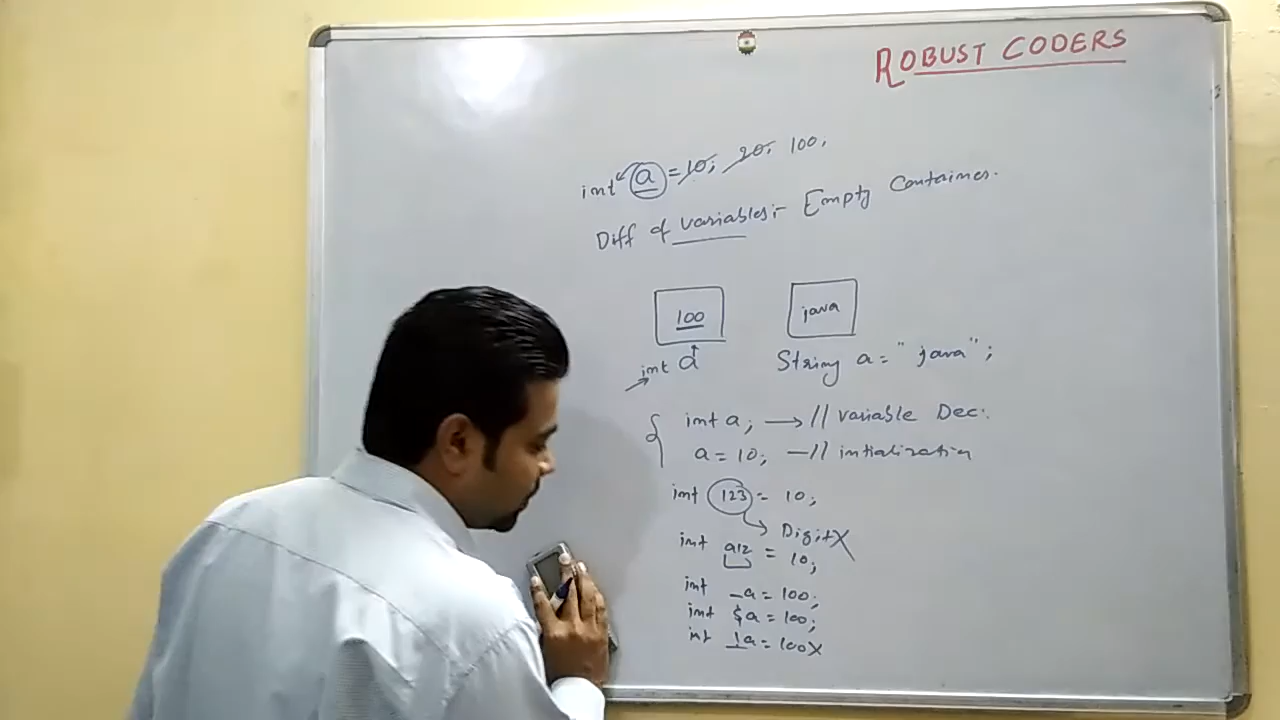 ROBUST CODERS
int a = 10; 20; 100;
Diff of variables:- Empty Container.
100 java
int a String a = "java";
int a; → // variable Dec:
a = 10; — // intialization
int 123 = 10;
Digit X
int a12 = 10;
int _a = 100;
int $a = 100;
int 1a = 100 X